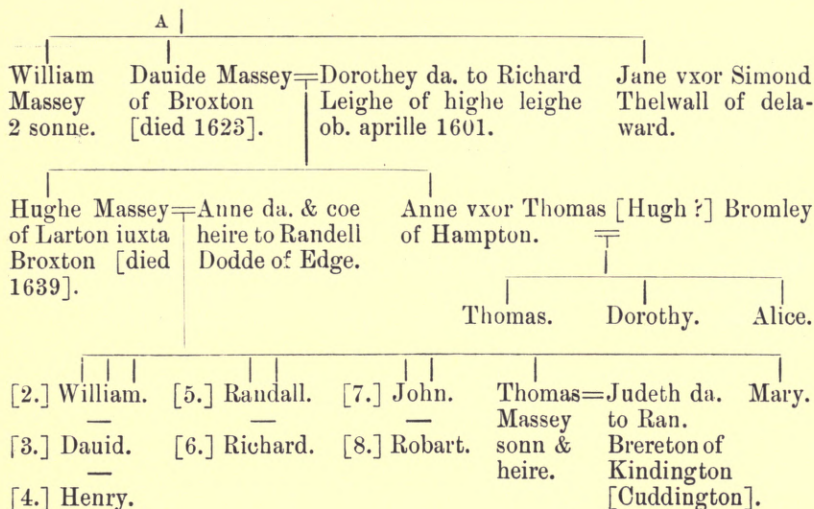 A
William Massey 2 sonne.
Dauide Massey of Broxton [died 1623].
Dorothey da. to Richard Leighe of highe leighe ob. aprille 1601.
Jane vxor Simond Thelwall of dela-ward.
Hughe Massey of Larton iuxta Broxton [died 1639].
Anne da. & coe heire to Randell Dodde of Edge.
Anne vxor Thomas [Hugh ?] Bromley of Hampton.
Thomas. Dorothy. Alice.
[2.] William. [5.] Randall. [7.] John.
[3.] Dauid. [6.] Richard. [8.] Robart.
[4.] Henry.
Thomas Massey sonn & heire.
Judeth da. to Ran. Brereton of Kindington [Cuddington].
Mary.